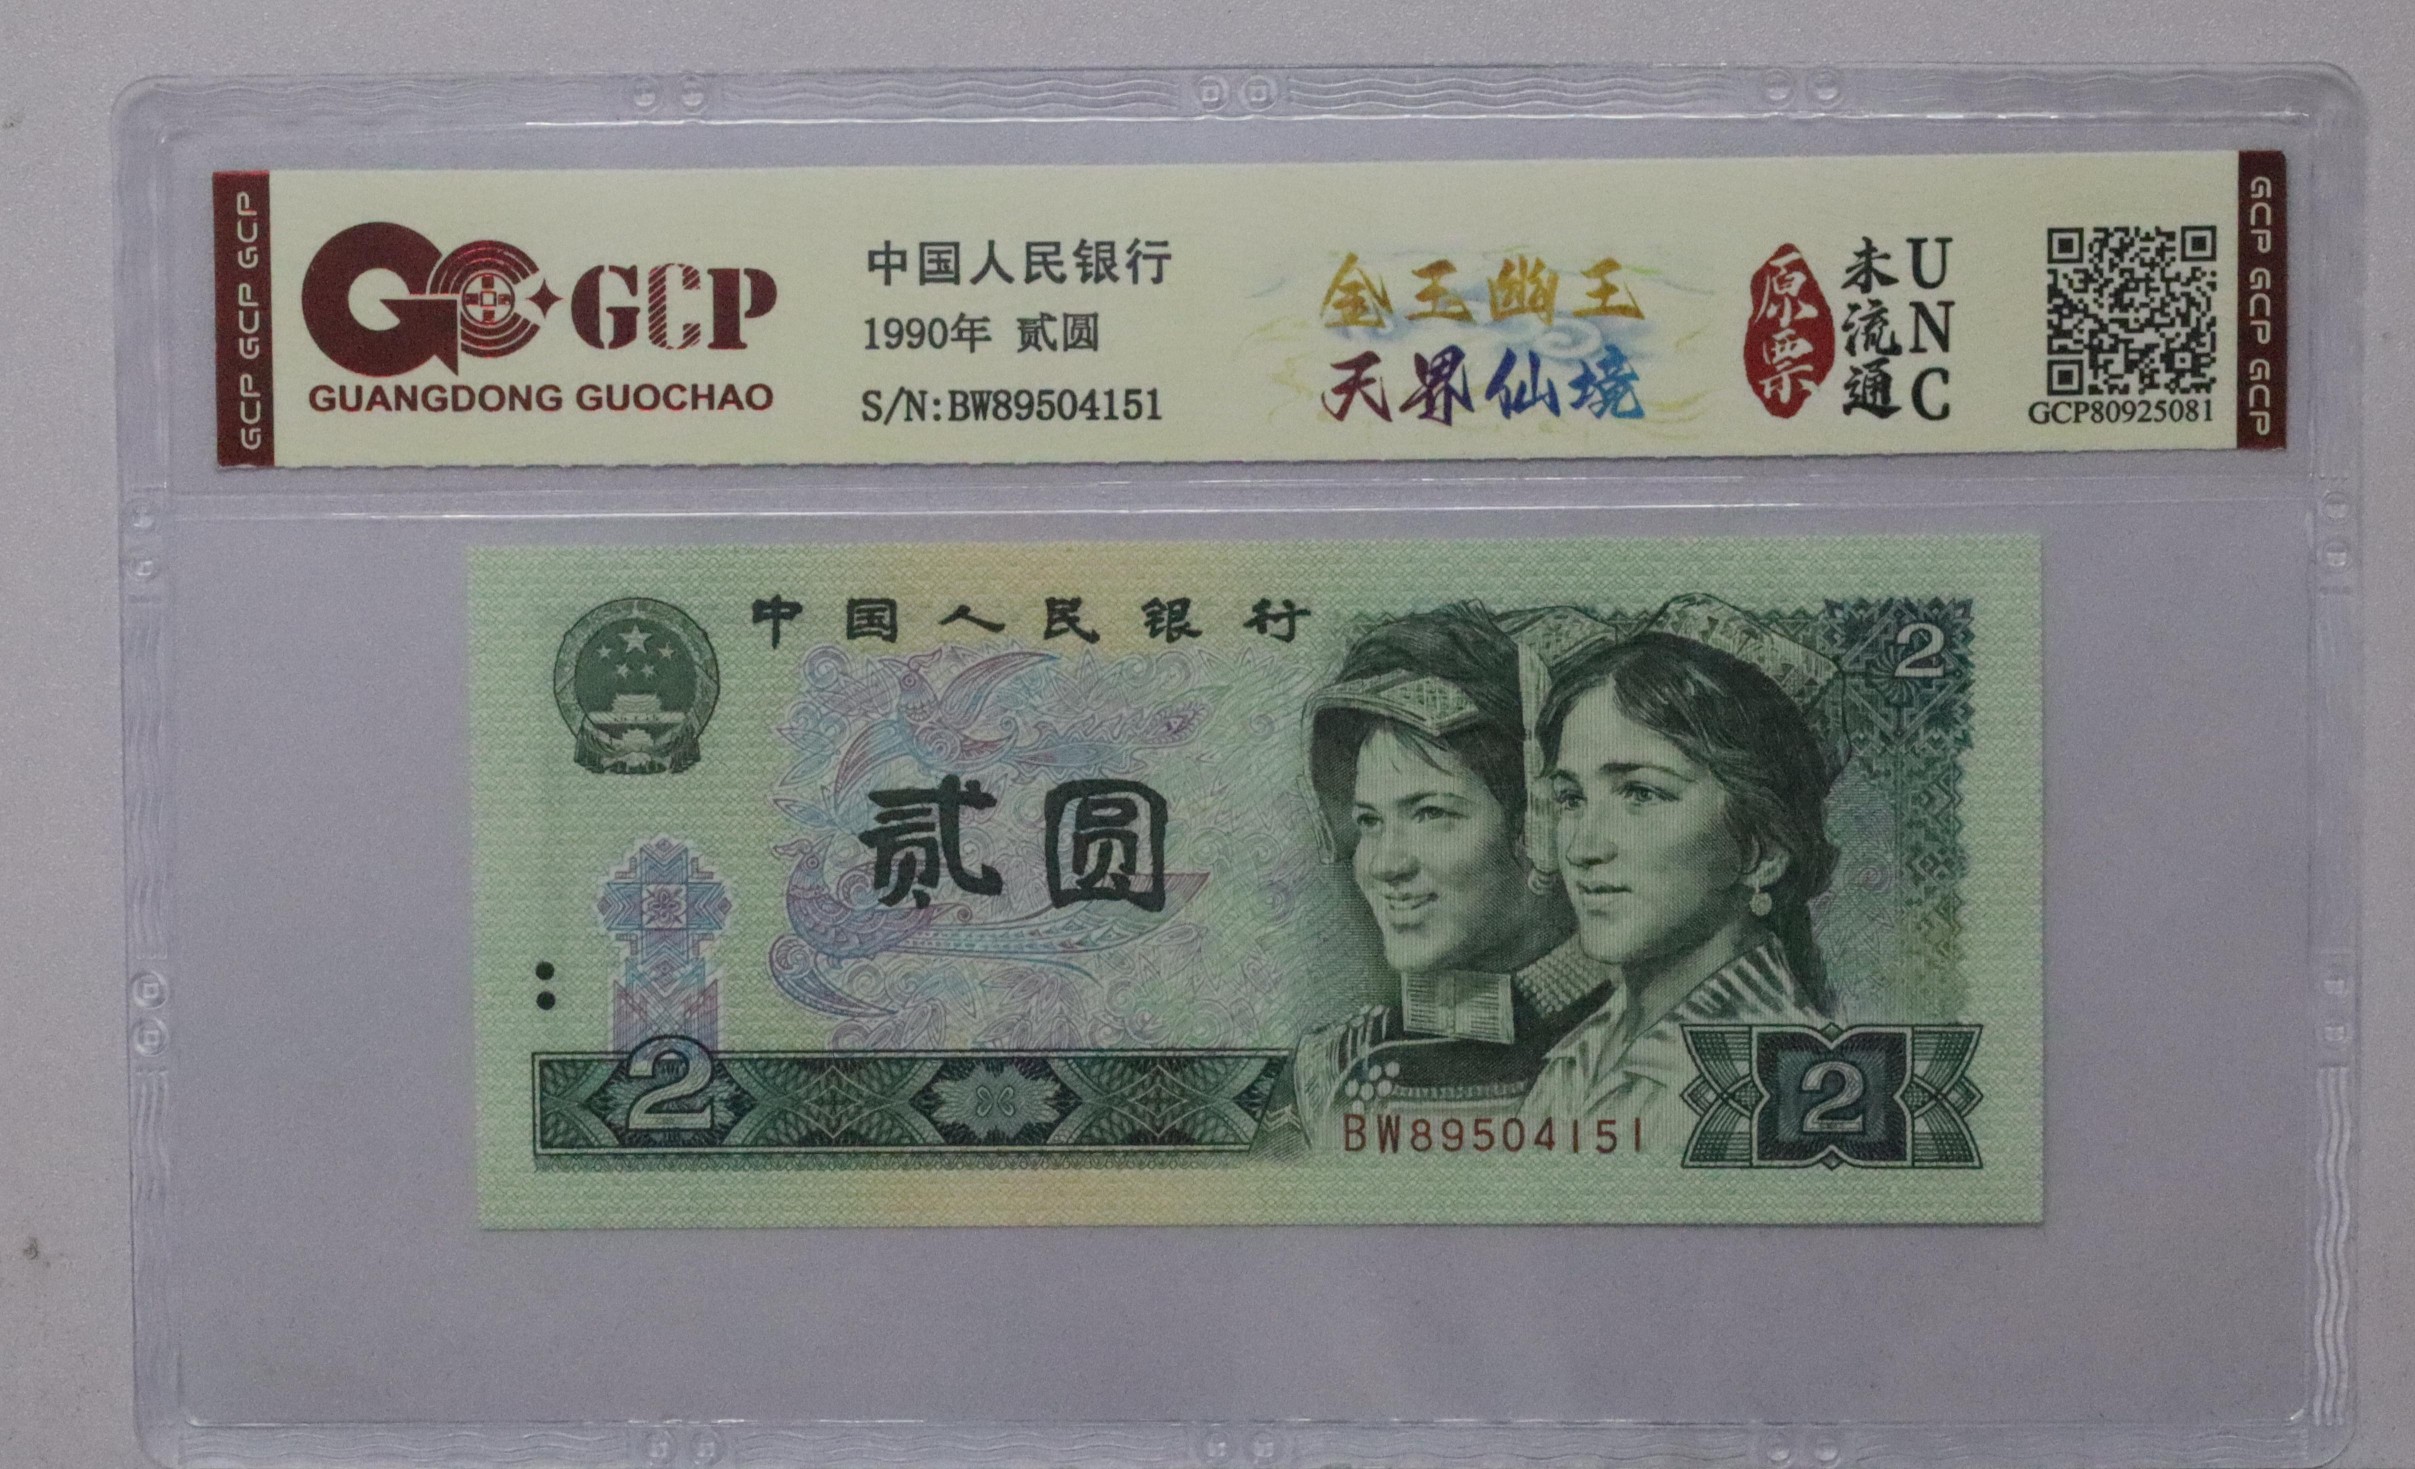 GCP GCP GCP
GCP
GUANGDONG GUOCHAO
中国人民银行
1990年 贰圆
S/N:BW89504151
金王幽王
天界仙境
原票
未流通
UNC
GCP80925081
GCP GCP GCP
中国人民银行
2
贰圆
2
BW89504151
2